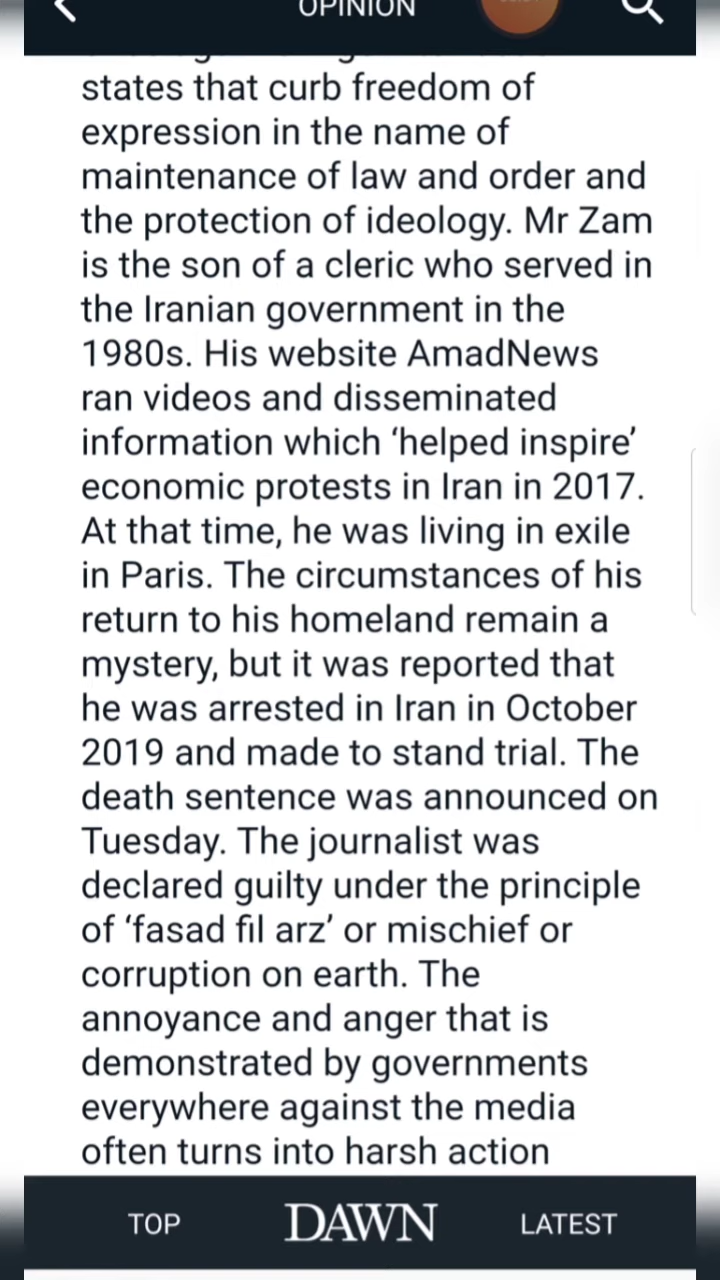 OPINION
states that curb freedom of
expression in the name of
maintenance of law and order and
the protection of ideology. Mr Zam
is the son of a cleric who served in
the Iranian government in the
1980s. His website AmadNews
ran videos and disseminated
information which ‘helped inspire’
economic protests in Iran in 2017.
At that time, he was living in exile
in Paris. The circumstances of his
return to his homeland remain a
mystery, but it was reported that
he was arrested in Iran in October
2019 and made to stand trial. The
death sentence was announced on
Tuesday. The journalist was
declared guilty under the principle
of ‘fasad fil arz’ or mischief or
corruption on earth. The
annoyance and anger that is
demonstrated by governments
everywhere against the media
often turns into harsh action
TOP DAWN LATEST